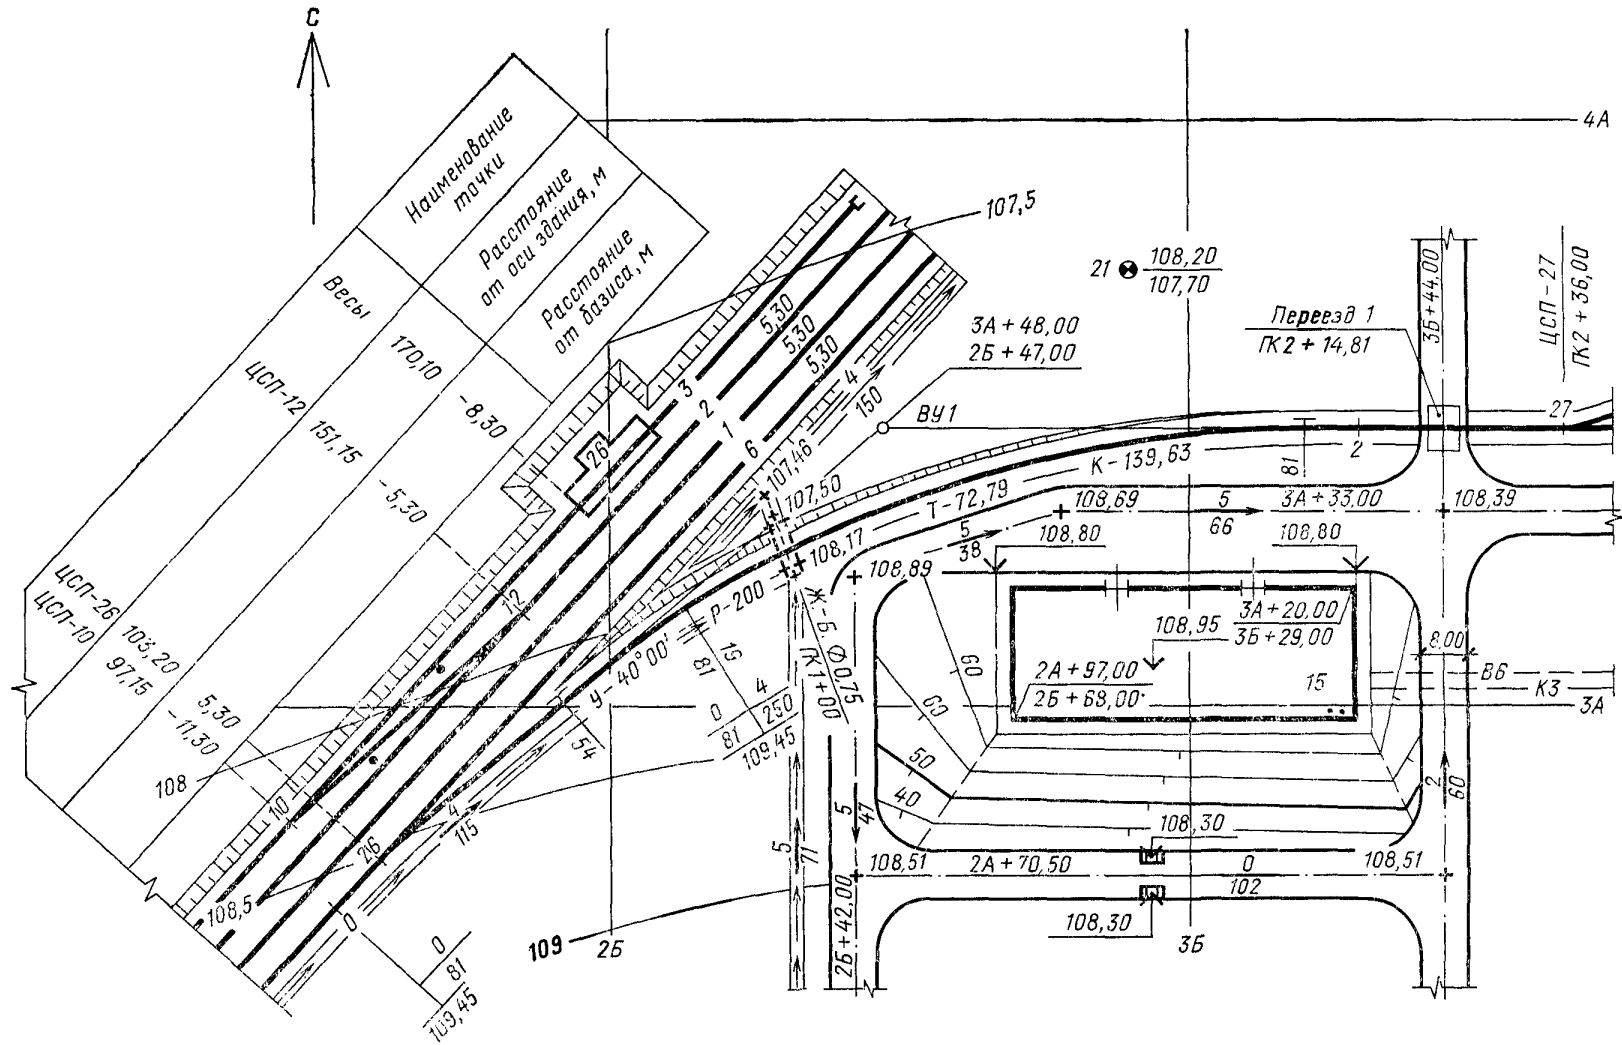 С
4А
Наименование
точки
Расстояние
от оси здания, м
Расстояние
от базиса, м
Весы
170,10
-8,30
ЦСП-12
151,15
-5,30
ЦСП-26
103,20
5,30
ЦСП-10
97,15
-11,30
107,5
21
108,20
107,70
3А+48,00
2Б+47,00
ВУ1
Переезд 1
ПК2+14,81
3Б+44,00
ЦСП-27
ПК2+36,00
5,30
5,30
5,30
3
2
1
6
4
150
26
107,46
107,50
К-139,63
81
2
27
Т-72,79
108,69
5
66
3А+33,00
108,39
5
38
108,80
108,80
108,17
108,89
Р-200
У-40°00'
Ж-Б. Ø0,75
ПК1+00
12
19
81
4
250
0
81
109,45
54
60
60
50
40
108,95
3А+20,00
3Б+29,00
2А+97,00
2Б+68,00
15
8,00
В6
К3
3А
108
10
26
4
115
5
71
5
47
2
60
108,30
108,51
2А+70,50
0
102
108,51
108,30
108,5
0
0
81
109,45
109
2Б
2Б+42,00
3Б